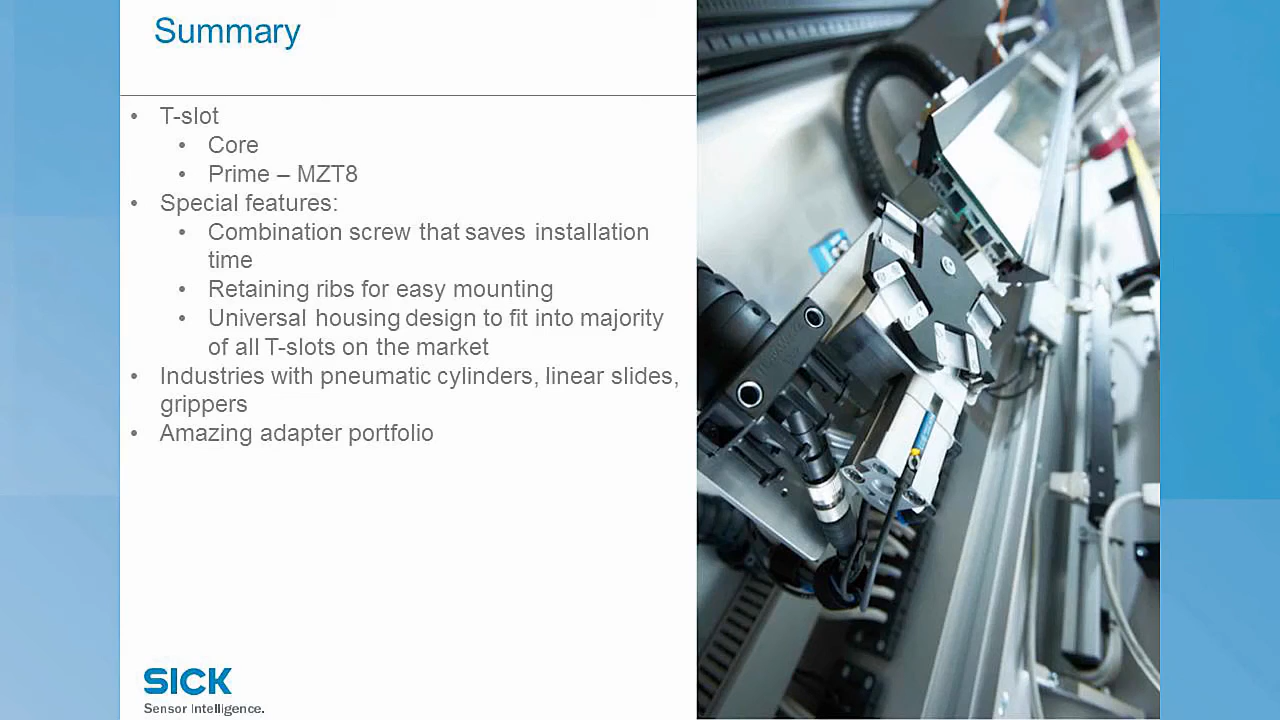 Summary
• T-slot
• Core
• Prime – MZT8
• Special features:
• Combination screw that saves installation
time
• Retaining ribs for easy mounting
• Universal housing design to fit into majority
of all T-slots on the market
• Industries with pneumatic cylinders, linear slides,
grippers
• Amazing adapter portfolio
SICK
Sensor Intelligence.